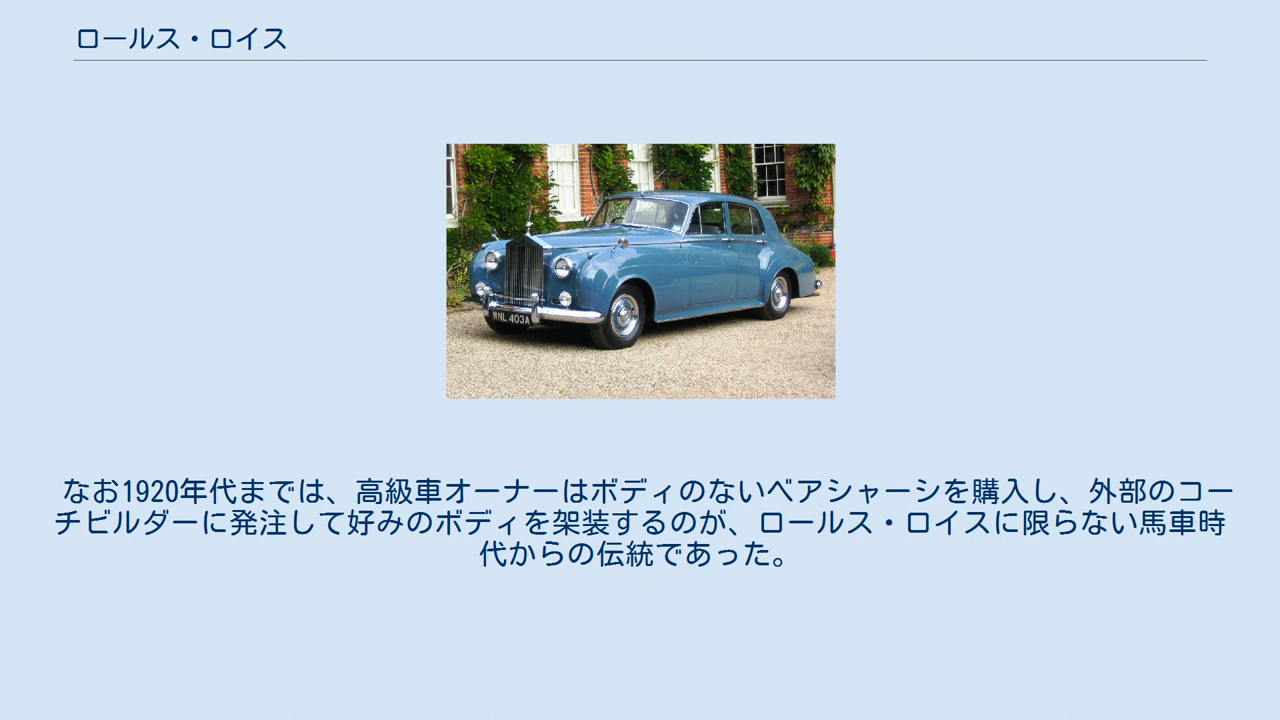 ロールス・ロイス
WNL 403A
なお1920年代までは、高級車オーナーはボディのないベアシャーシを購入し、外部のコー
チビルダーに発注して好みのボディを架装するのが、ロールス・ロイスに限らない馬車時
代からの伝統であった。